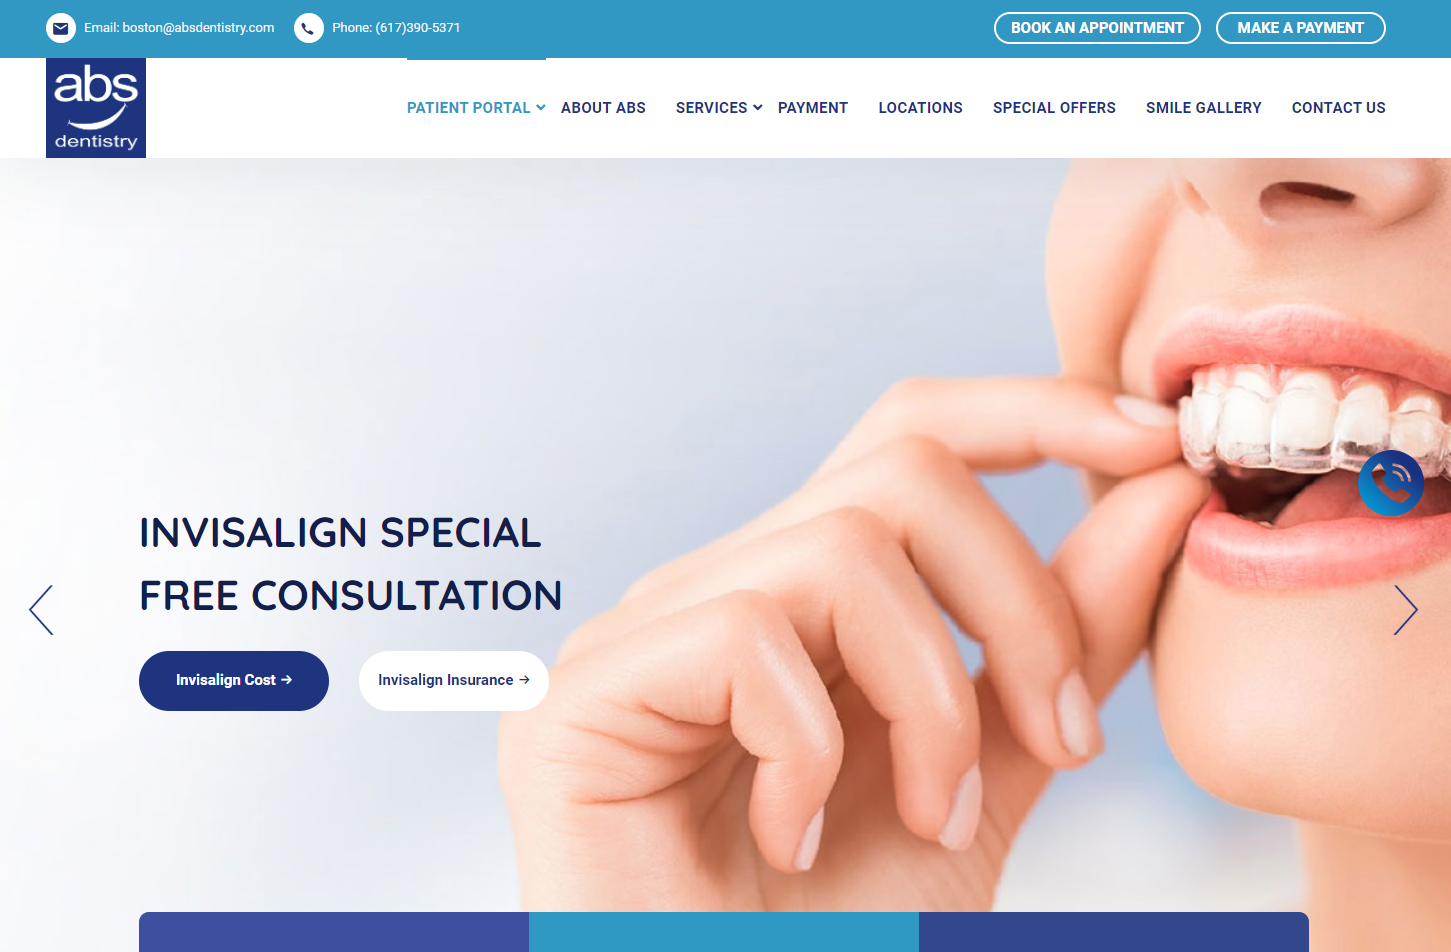 Email: boston@absdentistry.com
Phone: (617)390-5371
BOOK AN APPOINTMENT
MAKE A PAYMENT
abs
dentistry
PATIENT PORTAL
ABOUT ABS
SERVICES
PAYMENT
LOCATIONS
SPECIAL OFFERS
SMILE GALLERY
CONTACT US
INVISALIGN SPECIAL
FREE CONSULTATION
Invisalign Cost →
Invisalign Insurance →